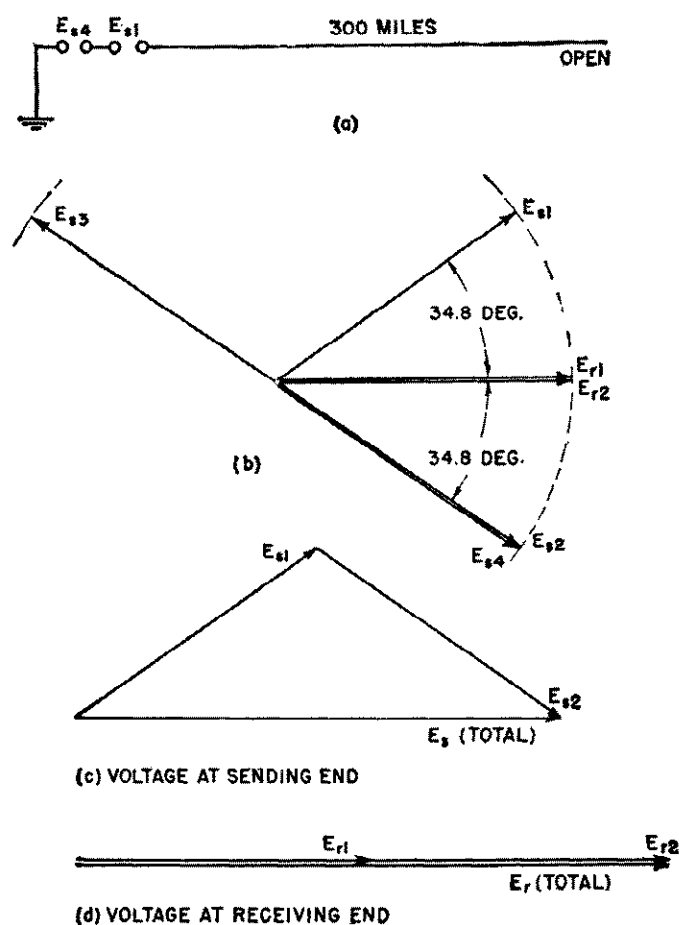 Es4 Es1 300 MILES
OPEN
(a)
Es3 Es1
34.8 DEG.
Er1
Er2
34.8 DEG.
(b)
Es4 Es2
Es1
Es2
Es (TOTAL)
(c) VOLTAGE AT SENDING END
Er1 Er2
Er (TOTAL)
(d) VOLTAGE AT RECEIVING END